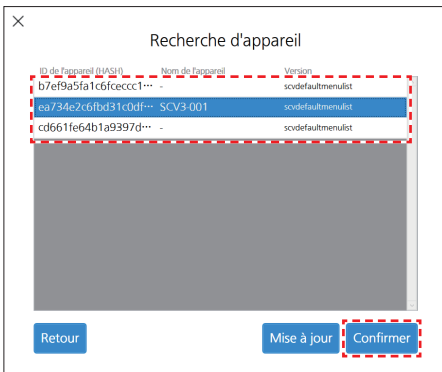 Recherche d'appareil
ID de l'appareil (HASH) Nom de l'appareil Version
b7ef9a5fa1c6fceccc1··· - scvdefaultmenulist
ea734e2c6fbd31c0df··· SCV3-001 scvdefaultmenulist
cd661fe64b1a9397d··· - scvdefaultmenulist
Retour Mise à jour Confirmer